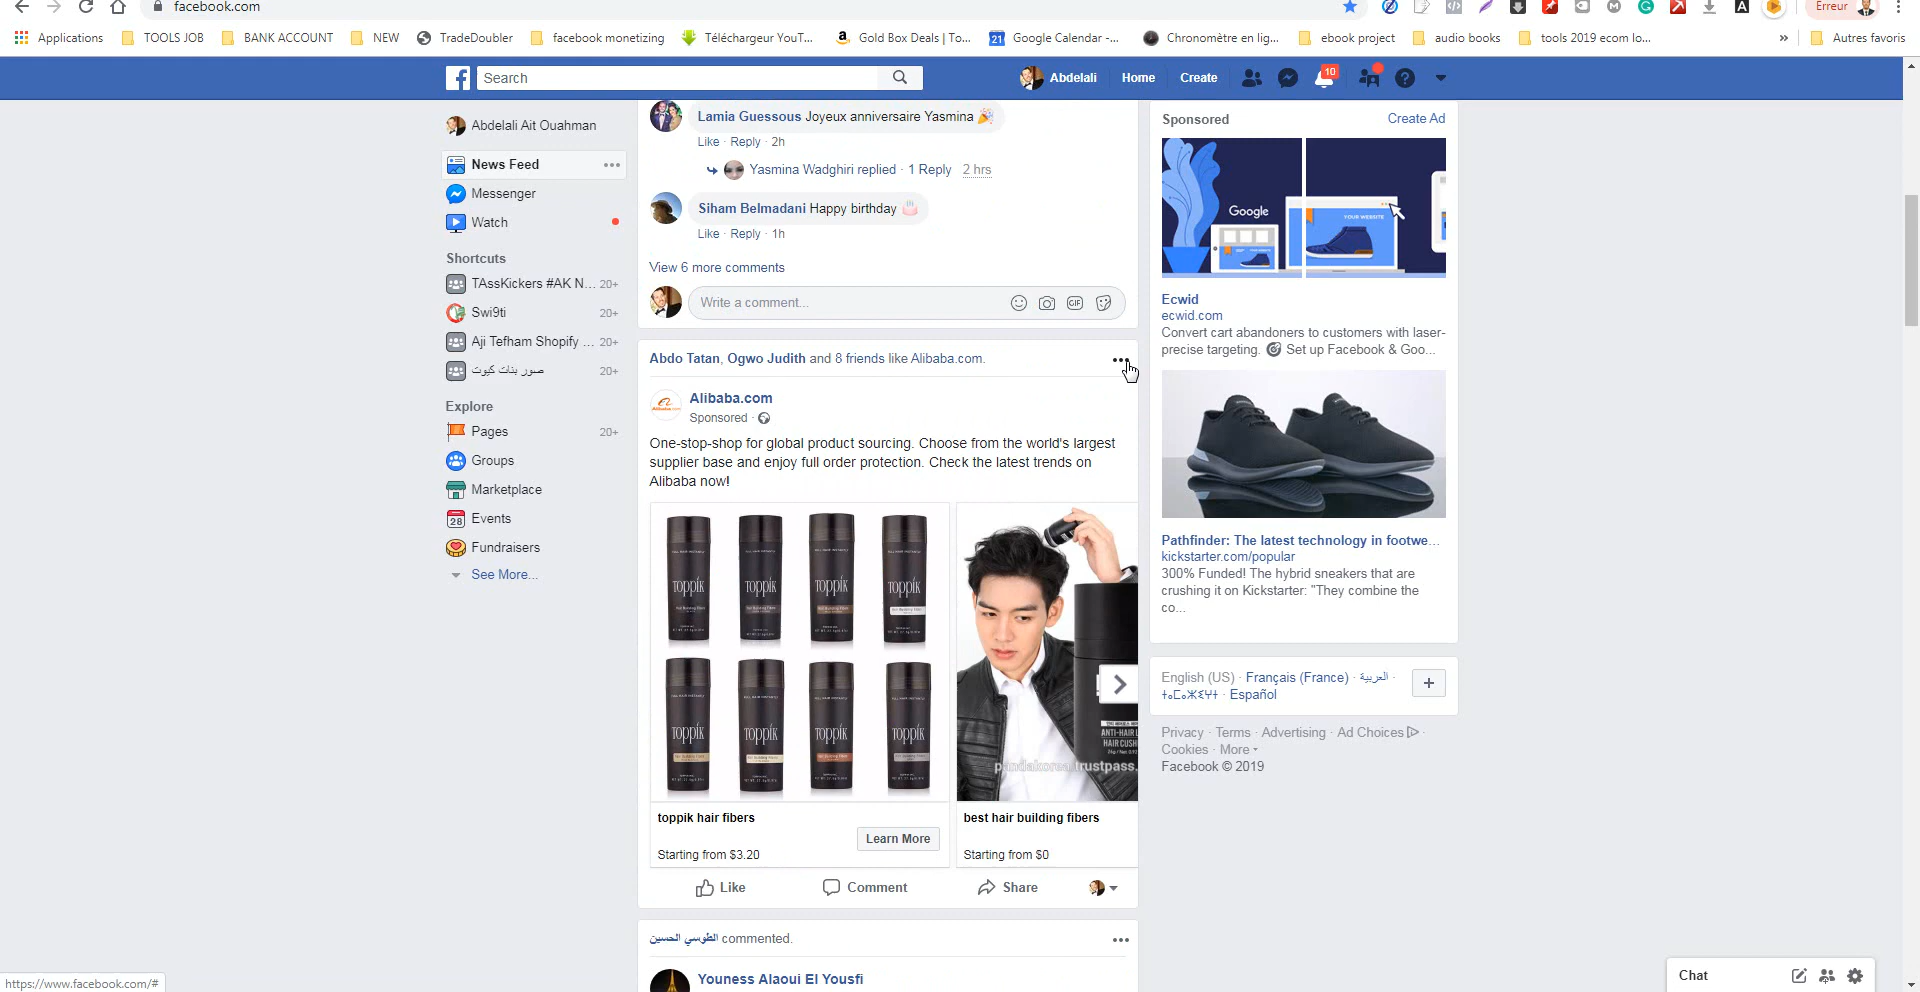 facebook.com
Erreur
Applications
TOOLS JOB
BANK ACCOUNT
NEW
TradeDoubler
facebook monetizing
Téléchargeur YouT...
Gold Box Deals | To...
Google Calendar -...
Chronomètre en lig...
ebook project
audio books
tools 2019 ecom lo...
»
Autres favoris
Search
Abdelali
Home
Create
10
Abdelali Ait Ouahman
News Feed
Messenger
Watch
Shortcuts
TAssKickers #AK N... 20+
Swi9ti 20+
Aji Tefham Shopify ... 20+
صور بنات كيوت 20+
Explore
Pages 20+
Groups
Marketplace
28 Events
Fundraisers
See More...
Lamia Guessous Joyeux anniversaire Yasmina
Like · Reply · 2h
Yasmina Wadghiri replied · 1 Reply 2 hrs
Siham Belmadani Happy birthday
Like · Reply · 1h
View 6 more comments
Write a comment...
GIF
Abdo Tatan, Ogwo Judith and 8 friends like Alibaba.com.
Alibaba.com
Sponsored ·
One-stop-shop for global product sourcing. Choose from the world's largest
supplier base and enjoy full order protection. Check the latest trends on
Alibaba now!
TOPPIK TOPPIK TOPPIK TOPPIK
TOPPIK TOPPIK TOPPIK TOPPIK
ANTI-HAIR L
HAIR CUSH
pandakorea.trustpass.
toppik hair fibers
Learn More
Starting from $3.20
best hair building fibers
Starting from $0
Like
Comment
Share
الطوسي الحسين commented.
Youness Alaoui El Yousfi
Sponsored
Create Ad
Google
YOUR WEBSITE
Ecwid
ecwid.com
Convert cart abandoners to customers with laser-
precise targeting. Set up Facebook & Goo...
Pathfinder: The latest technology in footwe...
kickstarter.com/popular
300% Funded! The hybrid sneakers that are
crushing it on Kickstarter: "They combine the
co...
English (US) · Français (France) · العربية ·
ⵜⴰⵎⴰⵣⵉⵖⵜ · Español
+
Privacy · Terms · Advertising · Ad Choices ·
Cookies · More
Facebook © 2019
Chat
https://www.facebook.com/#